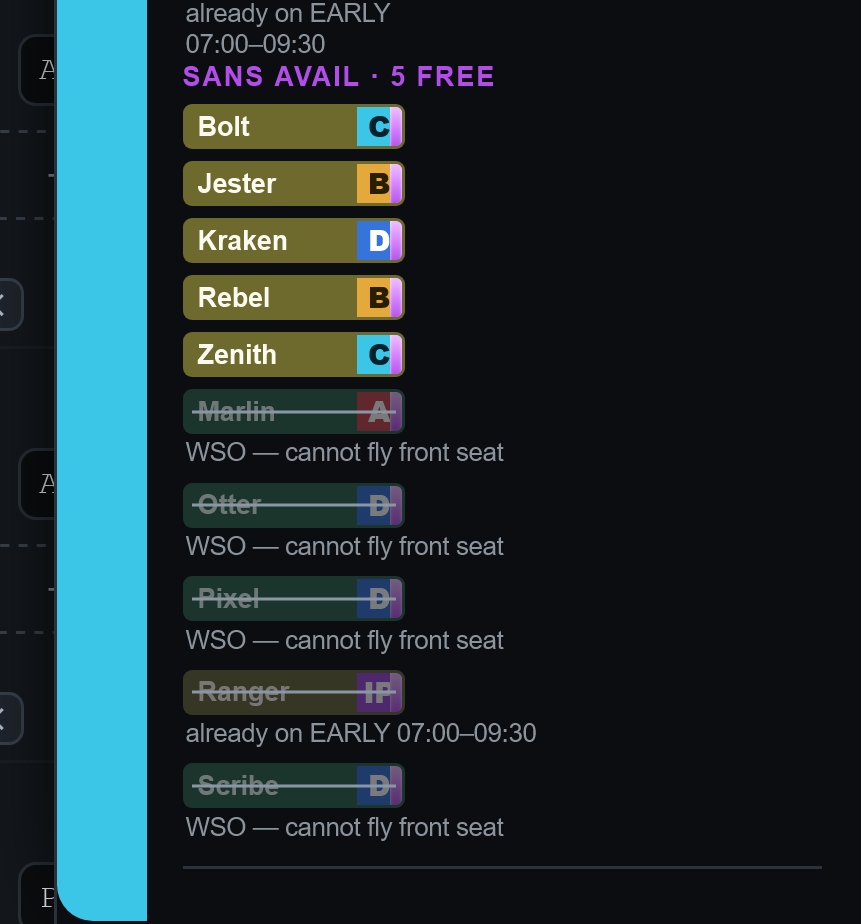 already on EARLY
07:00–09:30
SANS AVAIL · 5 FREE
Bolt C
Jester B
Kraken D
Rebel B
Zenith C
Marlin A
WSO — cannot fly front seat
Otter D
WSO — cannot fly front seat
Pixel D
WSO — cannot fly front seat
Ranger IP
already on EARLY 07:00–09:30
Scribe D
WSO — cannot fly front seat